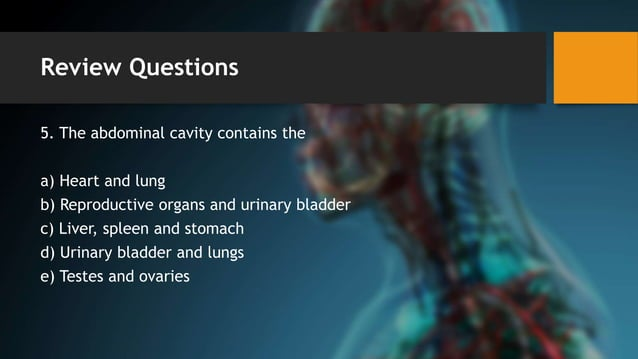 Review Questions
5. The abdominal cavity contains the
a) Heart and lung
b) Reproductive organs and urinary bladder
c) Liver, spleen and stomach
d) Urinary bladder and lungs
e) Testes and ovaries